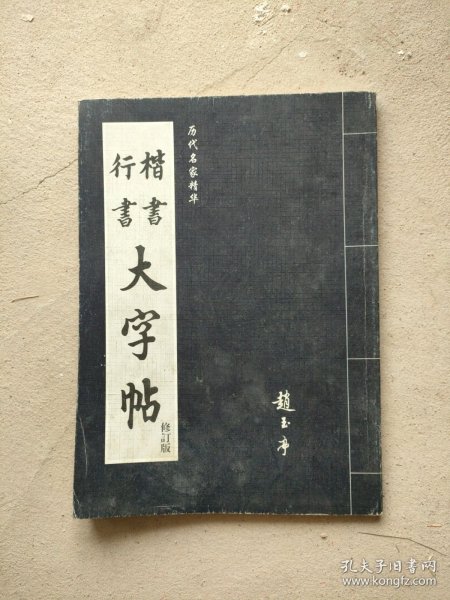 历代名家精华
楷書
行書
大字帖
修訂版
趙玉亭
孔夫子旧书网
www.kongfz.com